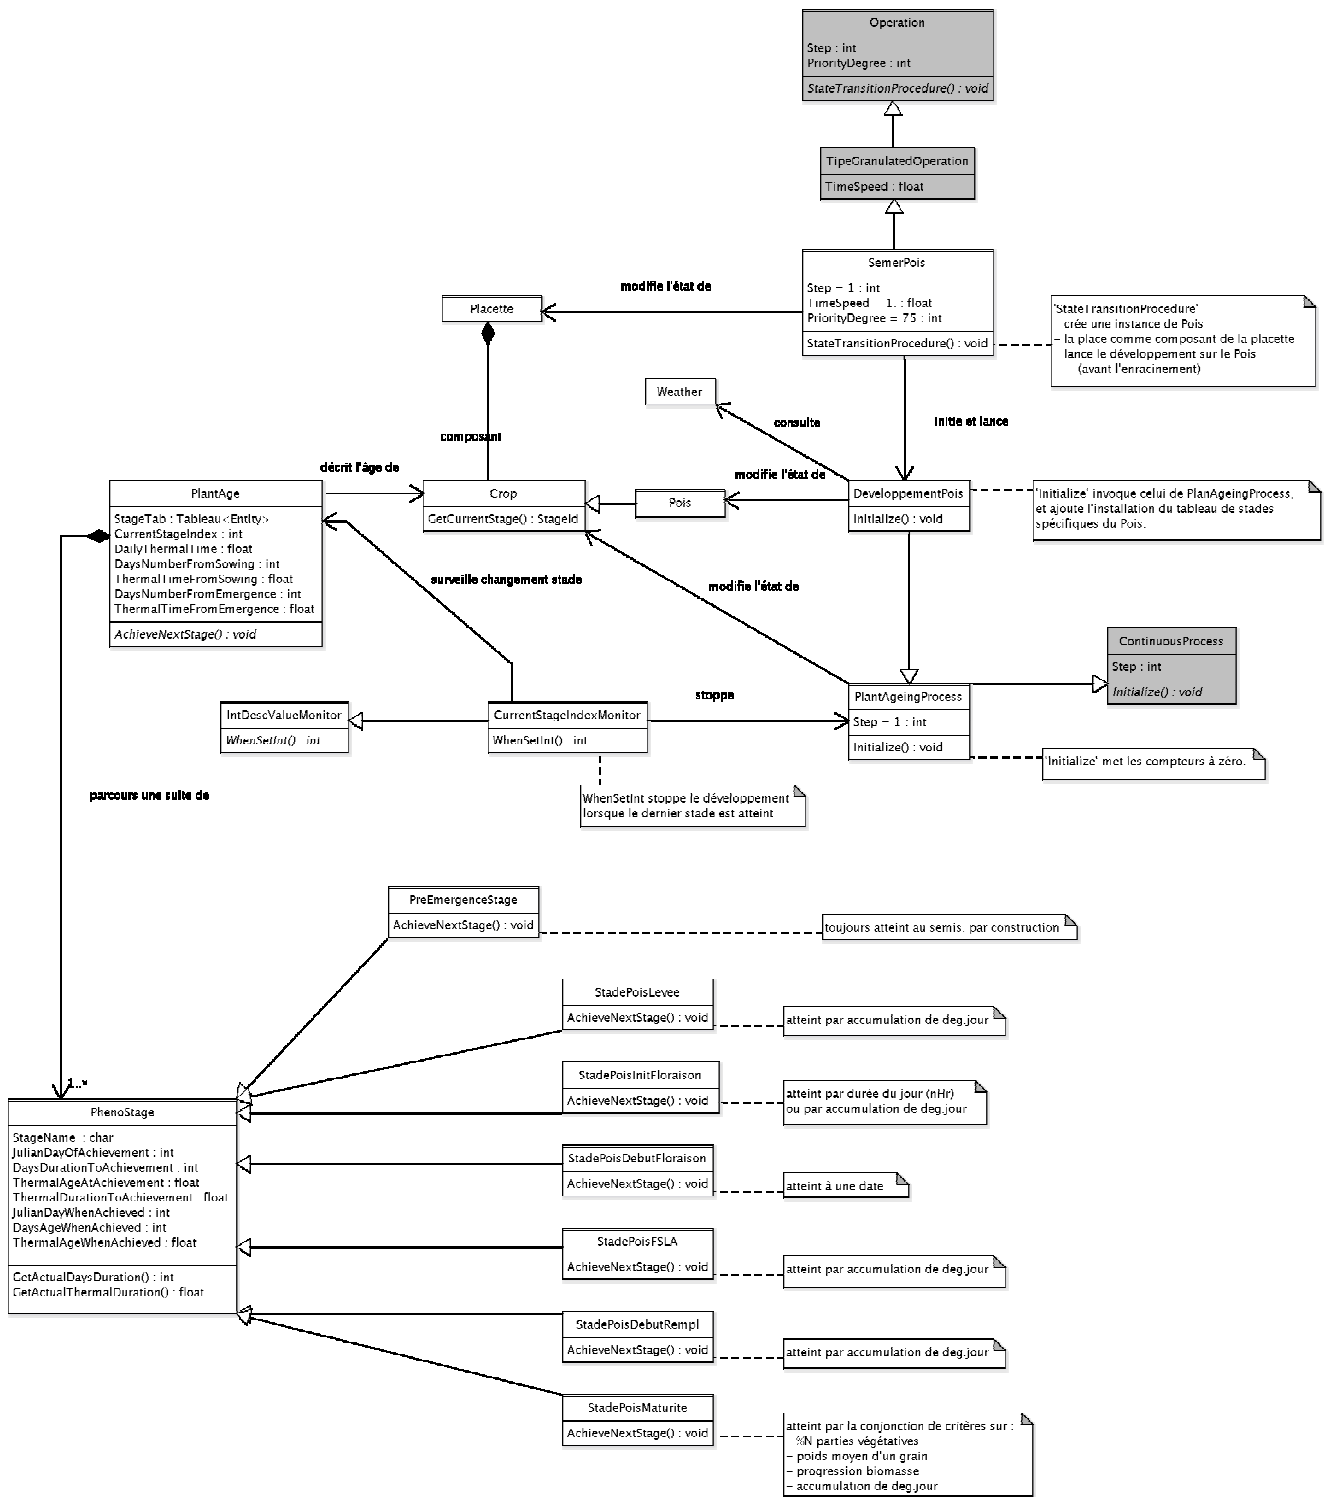 Operation
Step : int
PriorityDegree : int
StateTransitionProcedure() : void
TipeGranulatedOperation
TimeSpeed : float
SemerPois
Step = 1 : int
TimeSpeed = 1. : float
PriorityDegree = 75 : int
StateTransitionProcedure() : void
modifie l'état de
Placette
'StateTransitionProcedure'
crée une instance de Pois
– la place comme composant de la placette
lance le développement sur le Pois
(avant l'enracinement)
Weather
consulte
initie et lance
composant
décrit l'âge de
modifie l'état de
PlantAge
StageTab : Tableau<Entity>
CurrentStageIndex : int
DailyThermalTime : float
DaysNumberFromSowing : int
ThermalTimeFromSowing : float
DaysNumberFromEmergence : int
ThermalTimeFromEmergence : float
AchieveNextStage() : void
Crop
GetCurrentStage() : StageId
Pois
DeveloppementPois
Initialize() : void
'Initialize' invoque celui de PlanAgeingProcess,
et ajoute l'installation du tableau de stades
spécifiques du Pois.
surveille changement stade
modifie l'état de
ContinuousProcess
Step : int
Initialize() : void
IntDescValueMonitor
WhenSetInt() : int
CurrentStageIndexMonitor
WhenSetInt() : int
stoppe
PlantAgeingProcess
Step = 1 : int
Initialize() : void
'Initialize' met les compteurs à zéro.
WhenSetInt stoppe le développement
lorsque le dernier stade est atteint
parcours une suite de
PreEmergenceStage
AchieveNextStage() : void
toujours atteint au semis, par construction
StadePoisLevee
AchieveNextStage() : void
atteint par accumulation de deg.jour
StadePoisInitFloraison
AchieveNextStage() : void
atteint par durée du jour (nHr)
ou par accumulation de deg.jour
1..*
PhenoStage
StageName : char
JulianDayOfAchievement : int
DaysDurationToAchievement : int
ThermalAgeAtAchievement : float
ThermalDurationToAchievement : float
JulianDayWhenAchieved : int
DaysAgeWhenAchieved : int
ThermalAgeWhenAchieved : float
GetActualDaysDuration() : int
GetActualThermalDuration() : float
StadePoisDebutFloraison
AchieveNextStage() : void
atteint à une date
StadePoisFSLA
AchieveNextStage() : void
atteint par accumulation de deg.jour
StadePoisDebutRempl
AchieveNextStage() : void
atteint par accumulation de deg.jour
StadePoisMaturite
AchieveNextStage() : void
atteint par la conjonction de critères sur :
%N parties végétatives
– poids moyen d'un grain
– progression biomasse
– accumulation de deg.jour